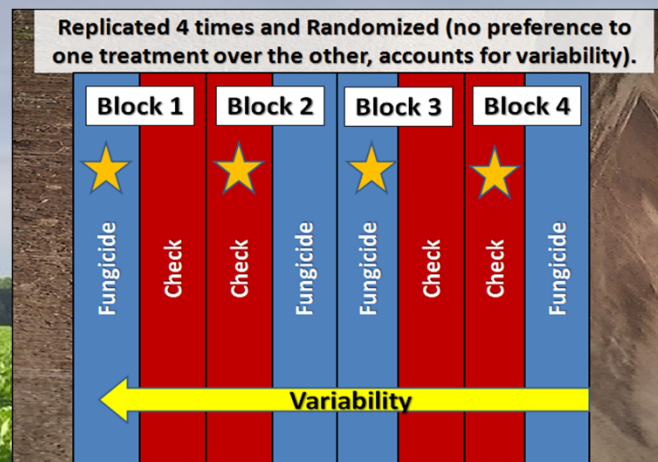 Replicated 4 times and Randomized (no preference to
one treatment over the other, accounts for variability).
Block 1
Block 2
Block 3
Block 4
Fungicide
Check
Check
Fungicide
Fungicide
Check
Check
Fungicide
Variability